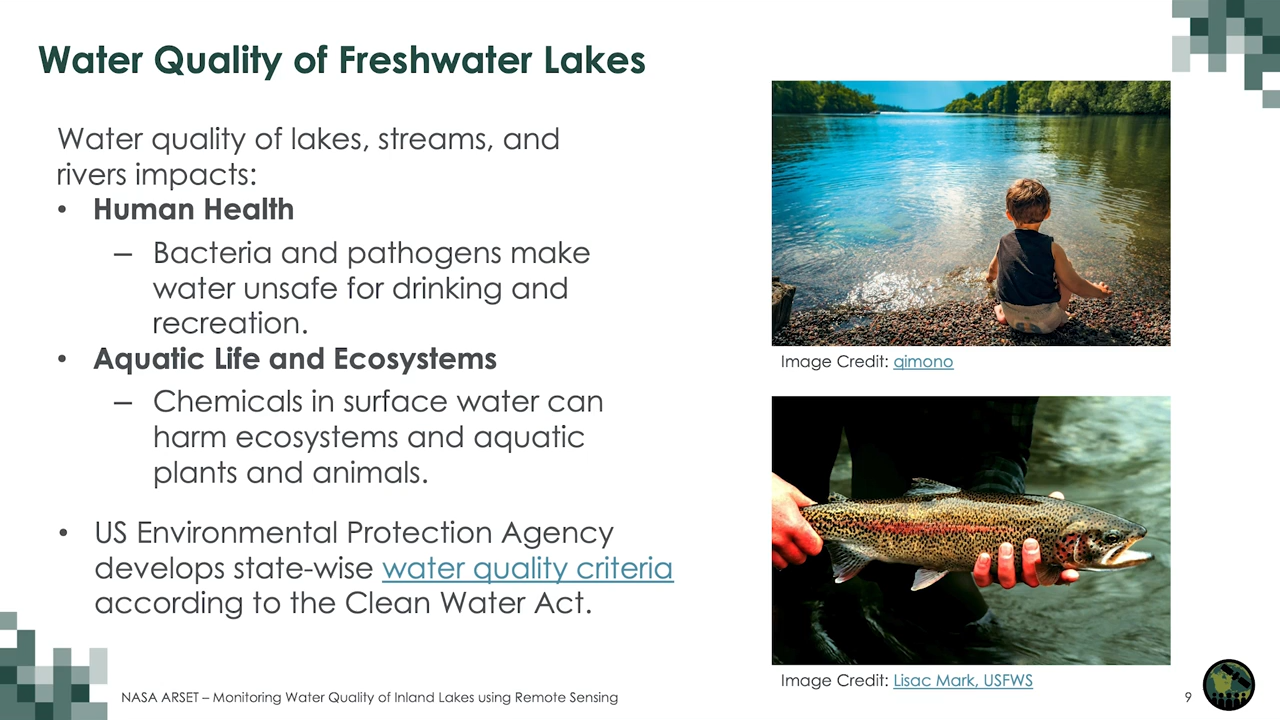 Water Quality of Freshwater Lakes
Water quality of lakes, streams, and
rivers impacts:
• Human Health
– Bacteria and pathogens make
water unsafe for drinking and
recreation.
• Aquatic Life and Ecosystems
– Chemicals in surface water can
harm ecosystems and aquatic
plants and animals.
• US Environmental Protection Agency
develops state-wise water quality criteria
according to the Clean Water Act.
Image Credit: qimono
Image Credit: Lisac Mark, USFWS
NASA ARSET – Monitoring Water Quality of Inland Lakes using Remote Sensing
9